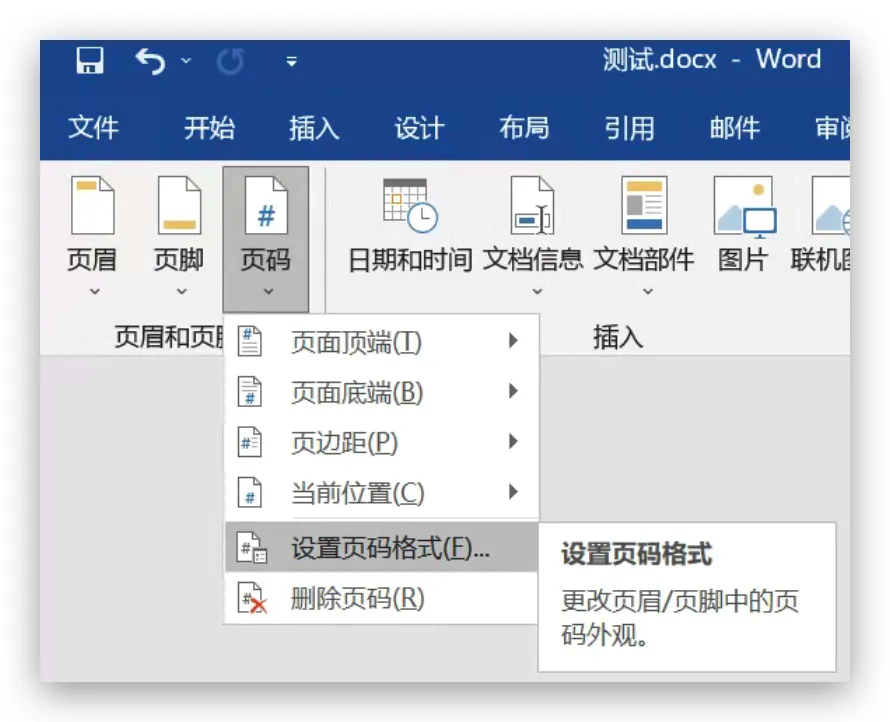 测试.docx - Word
文件 开始 插入 设计 布局 引用 邮件 审阅
页眉 页脚 页码 日期和时间 文档信息 文档部件 图片 联机图
页眉和页脚 插入
页面顶端(T)
页面底端(B)
页边距(P)
当前位置(C)
设置页码格式(F)...
删除页码(R)
设置页码格式
更改页眉/页脚中的页
码外观。